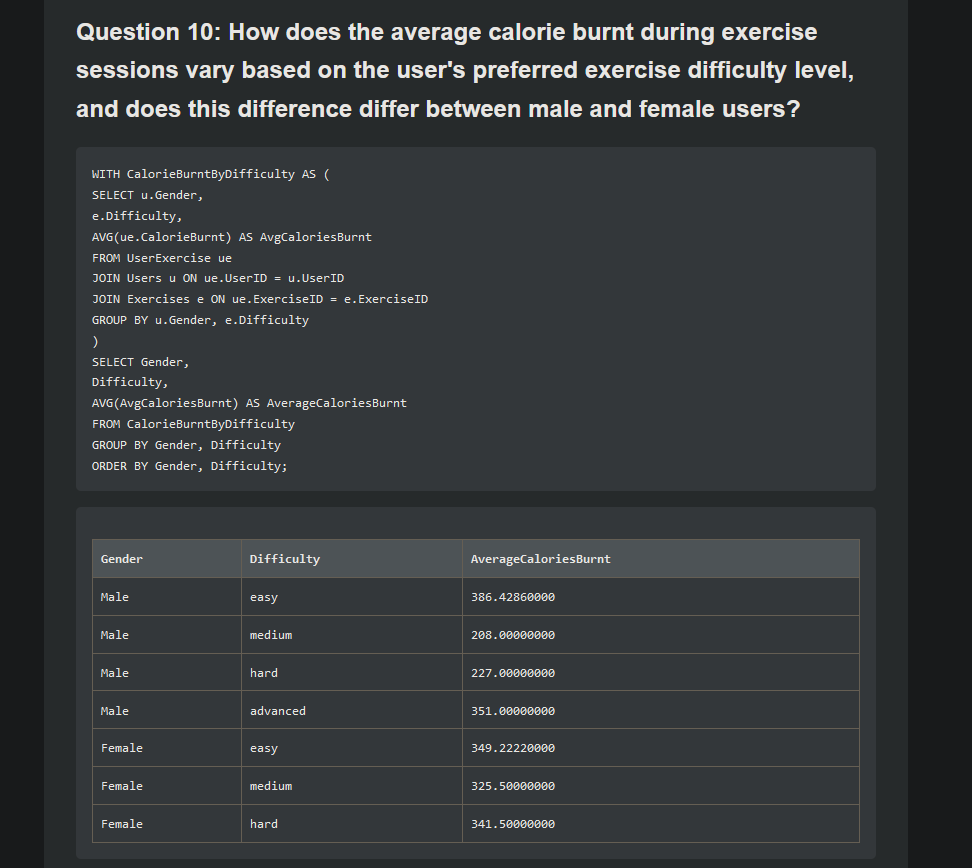 Question 10: How does the average calorie burnt during exercise
sessions vary based on the user's preferred exercise difficulty level,
and does this difference differ between male and female users?
WITH CalorieBurntByDifficulty AS (
SELECT u.Gender,
e.Difficulty,
AVG(ue.CalorieBurnt) AS AvgCaloriesBurnt
FROM UserExercise ue
JOIN Users u ON ue.UserID = u.UserID
JOIN Exercises e ON ue.ExerciseID = e.ExerciseID
GROUP BY u.Gender, e.Difficulty
)
SELECT Gender,
Difficulty,
AVG(AvgCaloriesBurnt) AS AverageCaloriesBurnt
FROM CalorieBurntByDifficulty
GROUP BY Gender, Difficulty
ORDER BY Gender, Difficulty;
Gender Difficulty AverageCaloriesBurnt
Male easy 386.42860000
Male medium 208.00000000
Male hard 227.00000000
Male advanced 351.00000000
Female easy 349.22220000
Female medium 325.50000000
Female hard 341.50000000